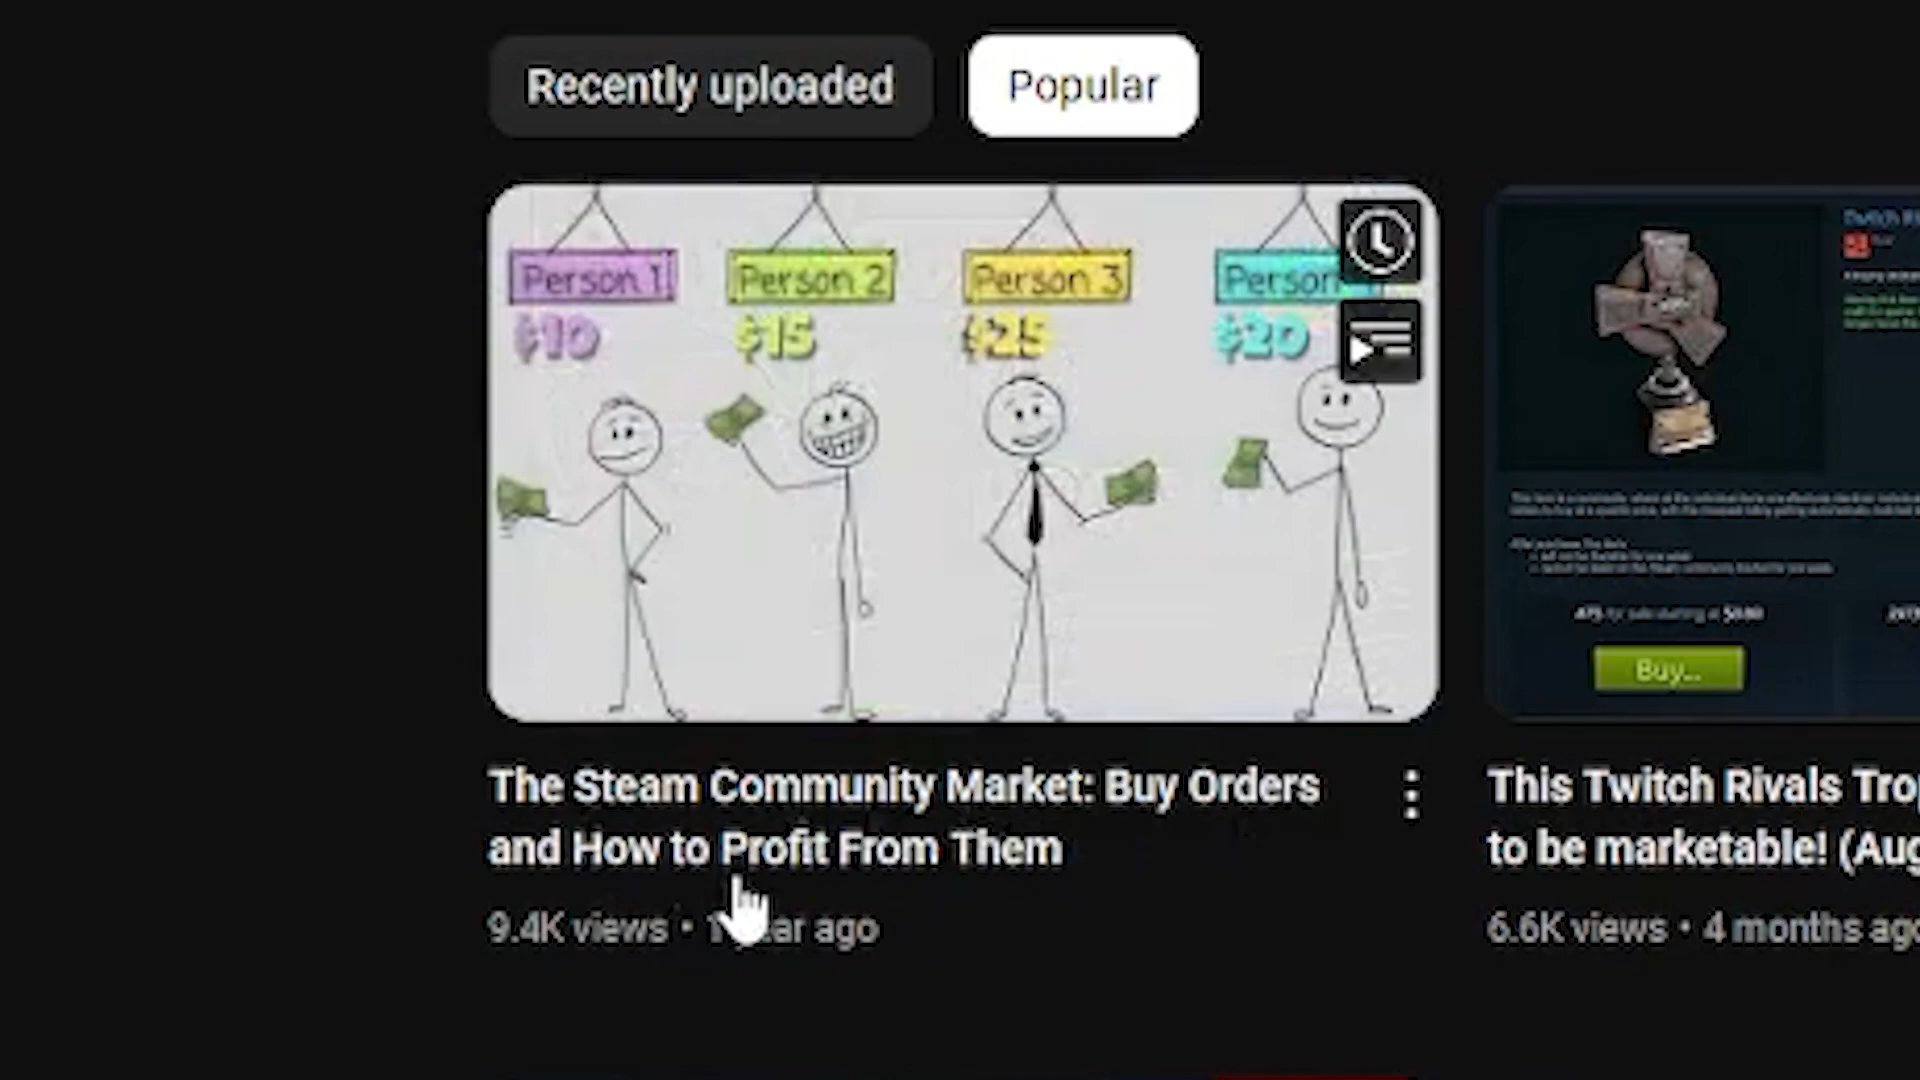 Recently uploaded
Popular
Person 1
Person 2
Person 3
Person
$10
$15
$25
$20
Buy...
The Steam Community Market: Buy Orders
and How to Profit From Them
9.4K views • 1 ar ago
This Twitch Rivals Tro
to be marketable! (Aug
6.6K views • 4 months ago